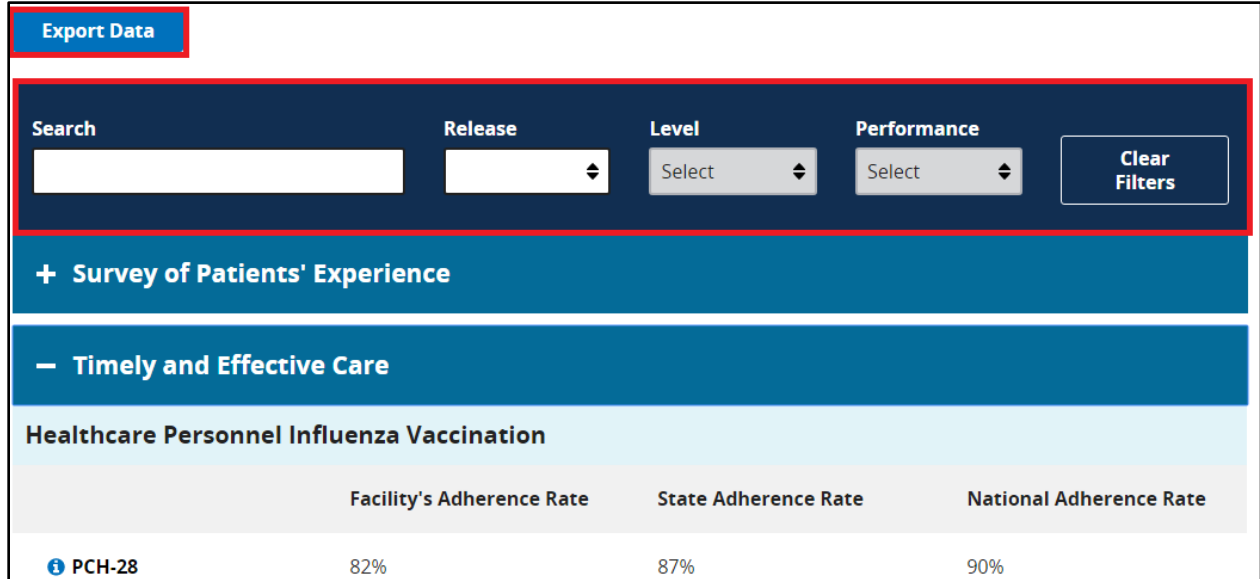 Export Data
Search Release Level Performance
Select Select Clear Filters
+ Survey of Patients' Experience
− Timely and Effective Care
Healthcare Personnel Influenza Vaccination
Facility's Adherence Rate State Adherence Rate National Adherence Rate
PCH-28 82% 87% 90%